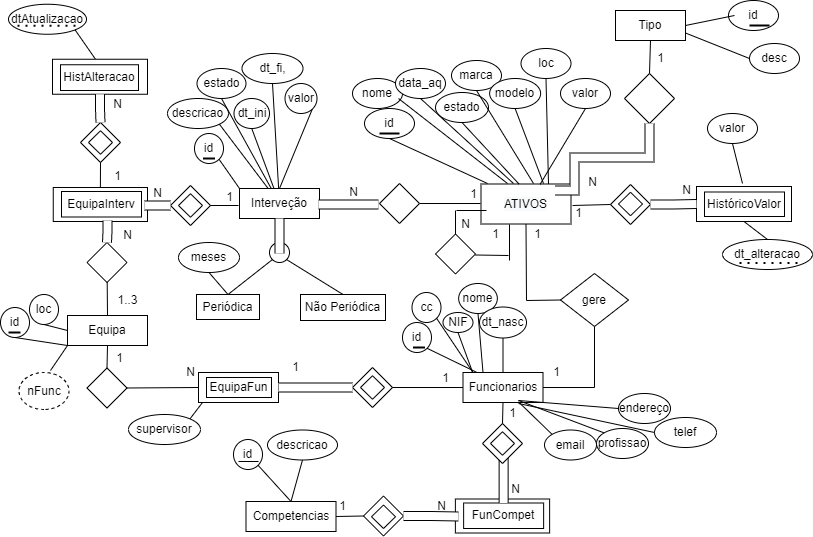 dtAtualizacao
Tipo
id
desc
1
HistAlteracao
N
estado
dt_fi,
descricao
dt_ini
valor
id
nome
data_aq
marca
loc
estado
modelo
valor
id
valor
1
EquipaInterv
N
1
Interveção
N
1
ATIVOS
N
1
N
HistóricoValor
dt_alteracao
N
N
1
1
meses
Periódica
Não Periódica
1..3
gere
id
loc
Equipa
cc
nome
NIF
dt_nasc
id
1
nFunc
N
EquipaFun
1
1
Funcionarios
1
supervisor
1
endereço
telef
email
profissao
id
descricao
Competencias
1
N
N
FunCompet